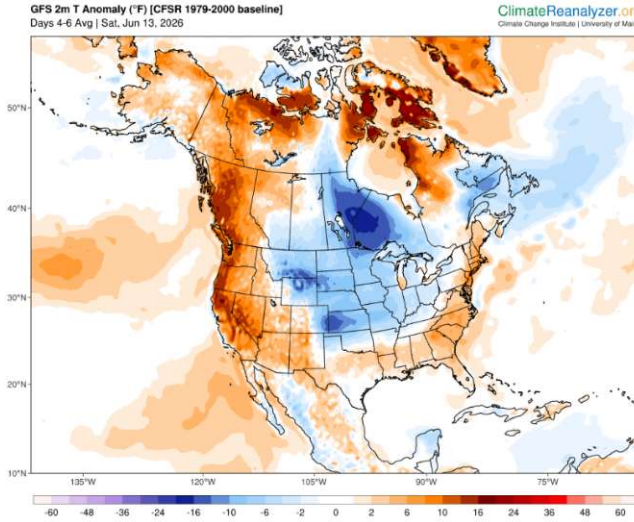 GFS 2m T Anomaly (°F) [CFSR 1979-2000 baseline]
Days 4-6 Avg | Sat, Jun 13, 2026
ClimateReanalyzer.or
Climate Change Institute | University of Mai
50°N
40°N
30°N
20°N
10°N
135°W 120°W 105°W 90°W 75°W
-60 -48 -36 -24 -16 -10 -6 -2 0 2 6 10 16 24 36 48 60